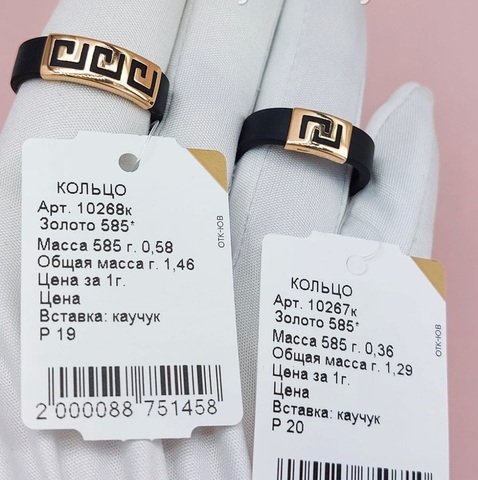 КОЛЬЦО
Арт. 10268к
Золото 585*
Масса 585 г. 0,58
Общая масса г. 1,46
Цена за 1г.
Цена
Вставка: каучук
Р 19
2 000088 751458
ОТК-ЮВ
КОЛЬЦО
Арт. 10267к
Золото 585*
Масса 585 г. 0,36
Общая масса г. 1,29
Цена за 1г.
Цена
Вставка: каучук
Р 20
ОТК-ЮВ